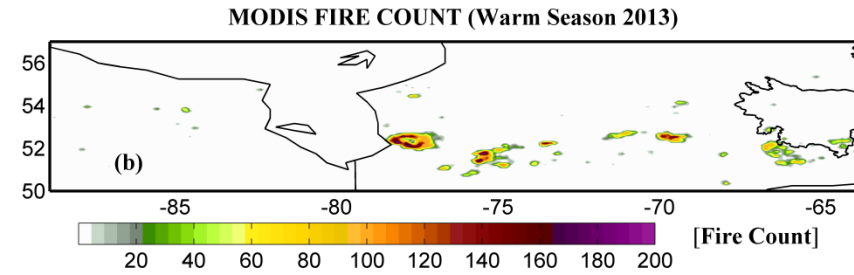 MODIS FIRE COUNT (Warm Season 2013)
56
54
52
50
(b)
-85 -80 -75 -70 -65
[Fire Count]
20 40 60 80 100 120 140 160 180 200